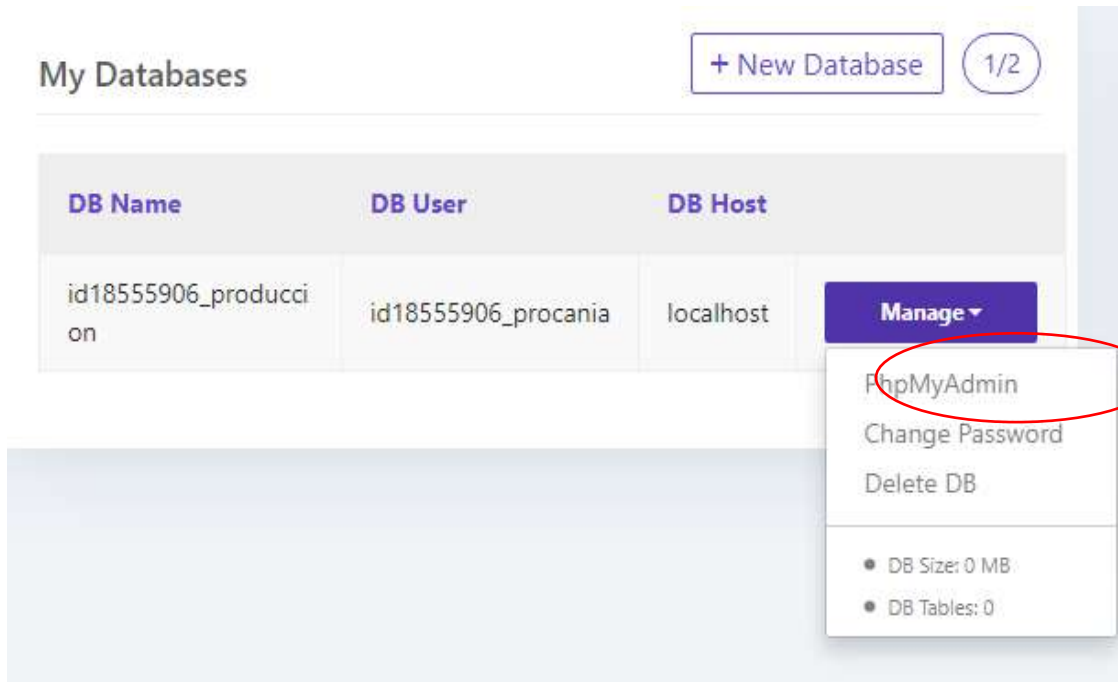 My Databases
+ New Database
1/2
DB Name
DB User
DB Host
id18555906_producci
on
id18555906_procania
localhost
Manage
PhpMyAdmin
Change Password
Delete DB
DB Size: 0 MB
DB Tables: 0